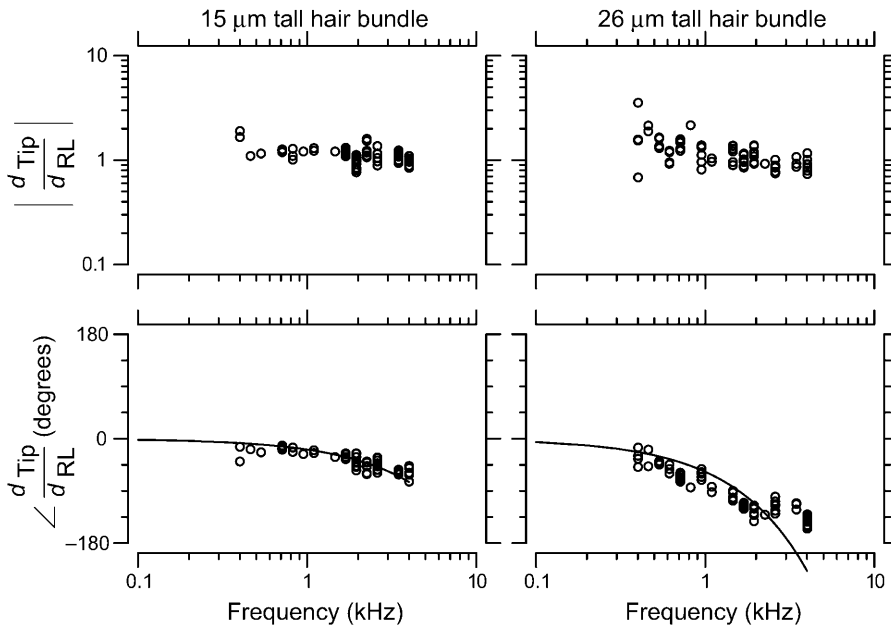 15 μm tall hair bundle
26 μm tall hair bundle
10
1
0.1
| d Tip / d RL |
180
0
−180
∠ d Tip / d RL (degrees)
0.1 1 10
0.1 1 10
Frequency (kHz)
Frequency (kHz)